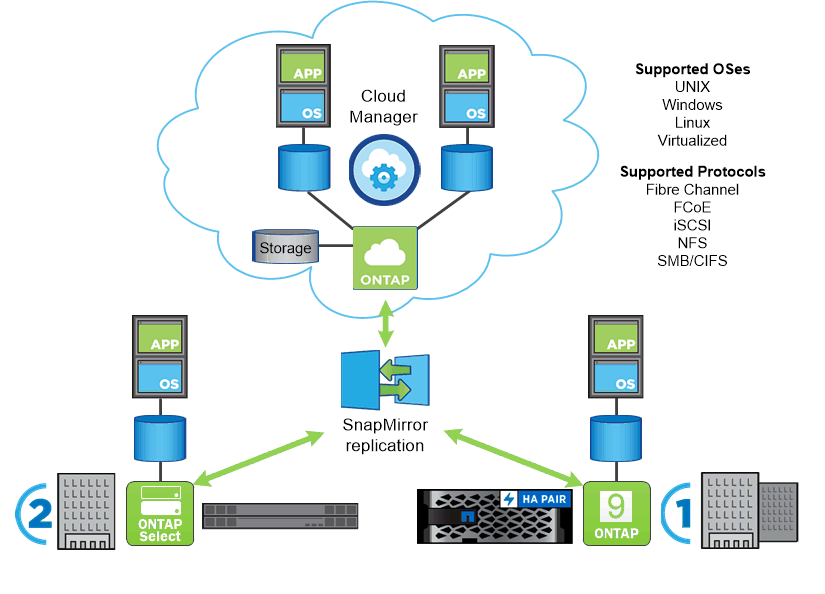 APP
OS
Cloud
Manager
APP
OS
Storage
ONTAP
Supported OSes
UNIX
Windows
Linux
Virtualized
Supported Protocols
Fibre Channel
FCoE
iSCSI
NFS
SMB/CIFS
SnapMirror
replication
APP
OS
2
ONTAP
Select
APP
OS
HA PAIR
9
ONTAP
1